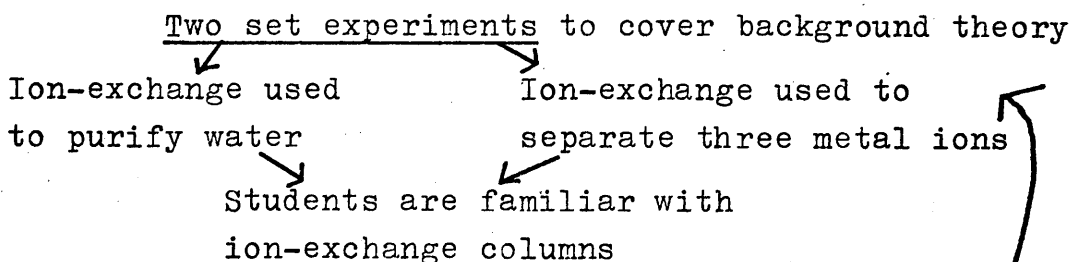 Two set experiments to cover background theory
Ion-exchange used
to purify water
Ion-exchange used to
separate three metal ions
Students are familiar with
ion-exchange columns